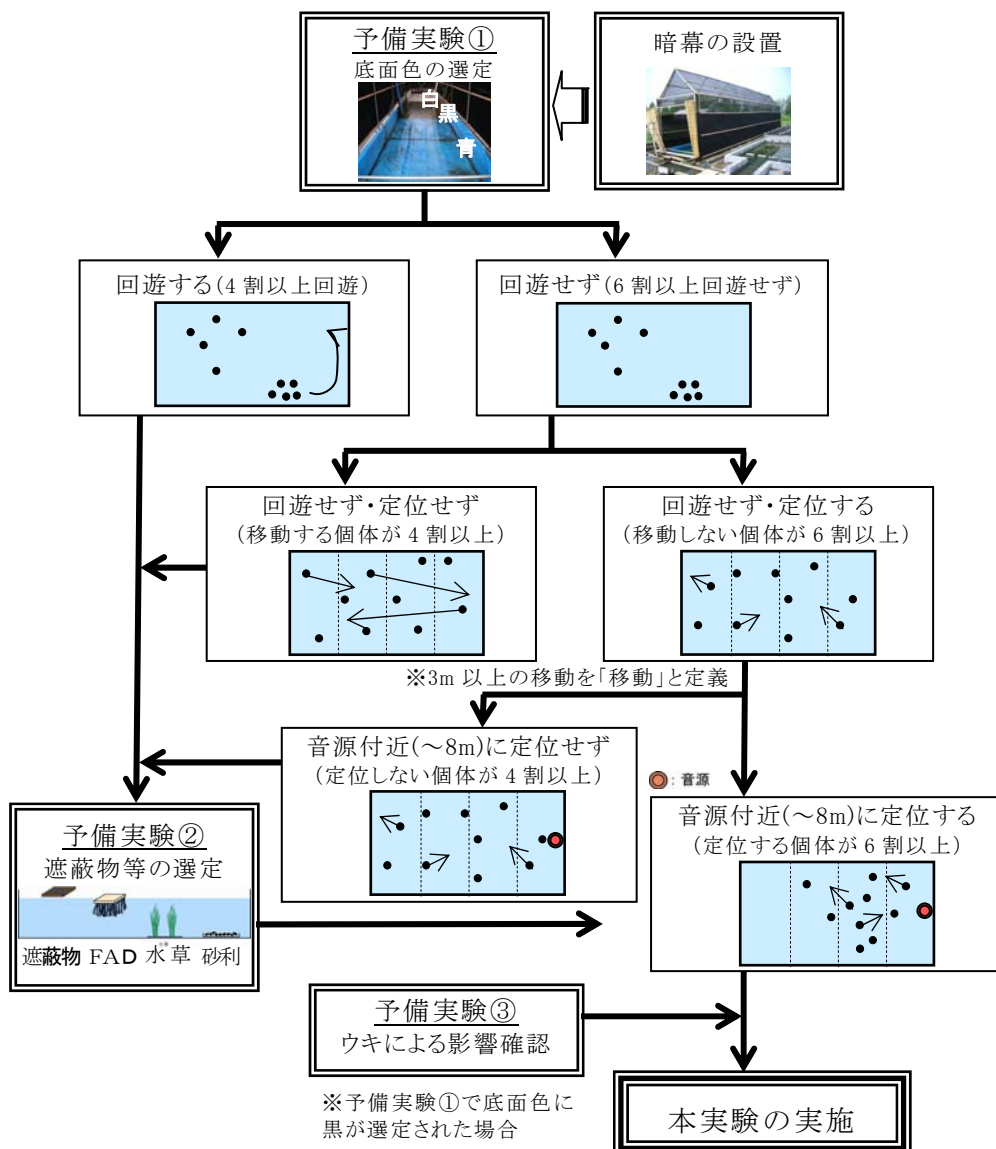 予備実験①
底面色の選定
白
黒
青
暗幕の設置
回遊する(4割以上回遊)
回遊せず(6割以上回遊せず)
回遊せず・定位せず
(移動する個体が4割以上)
回遊せず・定位する
(移動しない個体が6割以上)
※3m以上の移動を「移動」と定義
音源付近(～8m)に定位せず
(定位しない個体が4割以上)
：音源
音源付近(～8m)に定位する
(定位する個体が6割以上)
予備実験②
遮蔽物等の選定
遮蔽物 FAD 水草 砂利
予備実験③
ウキによる影響確認
※予備実験①で底面色に
黒が選定された場合
本実験の実施